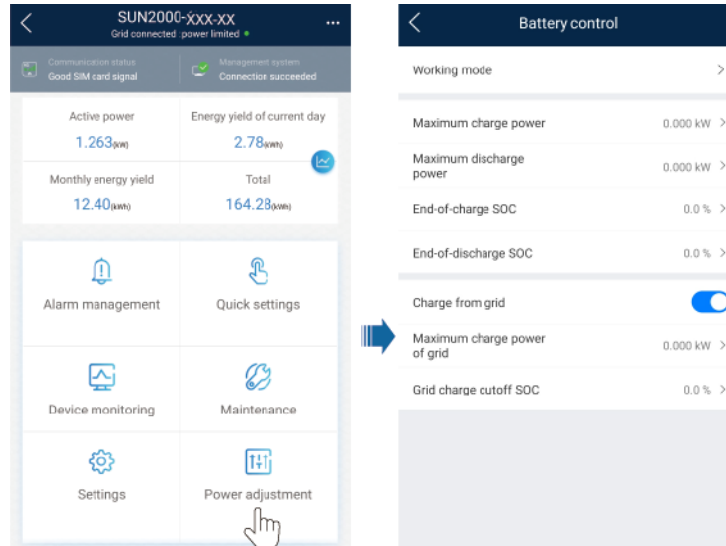 SUN2000-XXX-XX
...
Grid connected :power limited
Communication status
Good SIM card signal
Management system
Connection succeeded
Active power
1.263(kW)
Energy yield of current day
2.78(kWh)
Monthly energy yield
12.40(kWh)
Total
164.28(kWh)
Alarm management
Quick settings
Device monitoring
Maintenance
Settings
Power adjustment
Battery control
Working mode
Maximum charge power
0.000 kW
Maximum discharge
power
0.000 kW
End-of-charge SOC
0.0 %
End-of-discharge SOC
0.0 %
Charge from grid
Maximum charge power
of grid
0.000 kW
Grid charge cutoff SOC
0.0 %